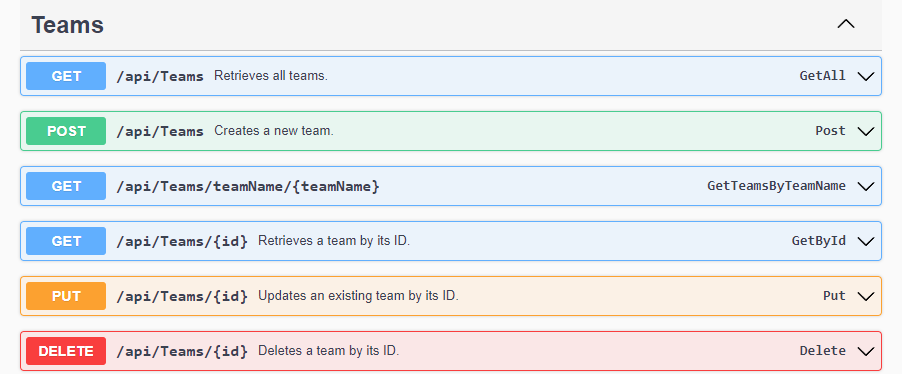 Teams
GET /api/Teams Retrieves all teams. GetAll
POST /api/Teams Creates a new team. Post
GET /api/Teams/teamName/{teamName} GetTeamsByTeamName
GET /api/Teams/{id} Retrieves a team by its ID. GetById
PUT /api/Teams/{id} Updates an existing team by its ID. Put
DELETE /api/Teams/{id} Deletes a team by its ID. Delete